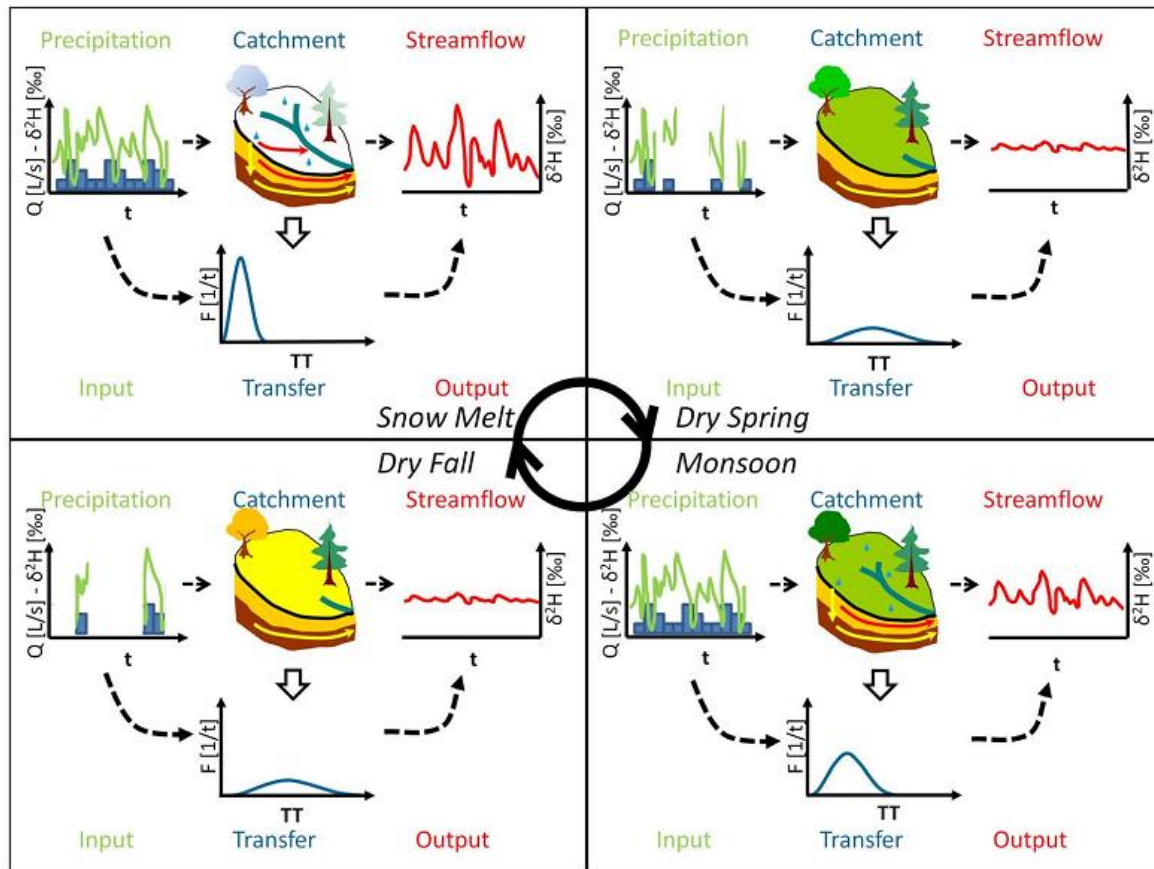 Precipitation Catchment Streamflow
Q [L/s] - δ²H [‰]
t
t
δ²H [‰]
F [1/t]
TT
Input Transfer Output
Snow Melt
Precipitation Catchment Streamflow
Q [L/s] - δ²H [‰]
t
t
δ²H [‰]
F [1/t]
TT
Input Transfer Output
Dry Spring
Dry Fall
Precipitation Catchment Streamflow
Q [L/s] - δ²H [‰]
t
t
δ²H [‰]
F [1/t]
TT
Input Transfer Output
Monsoon
Precipitation Catchment Streamflow
Q [L/s] - δ²H [‰]
t
t
δ²H [‰]
F [1/t]
TT
Input Transfer Output